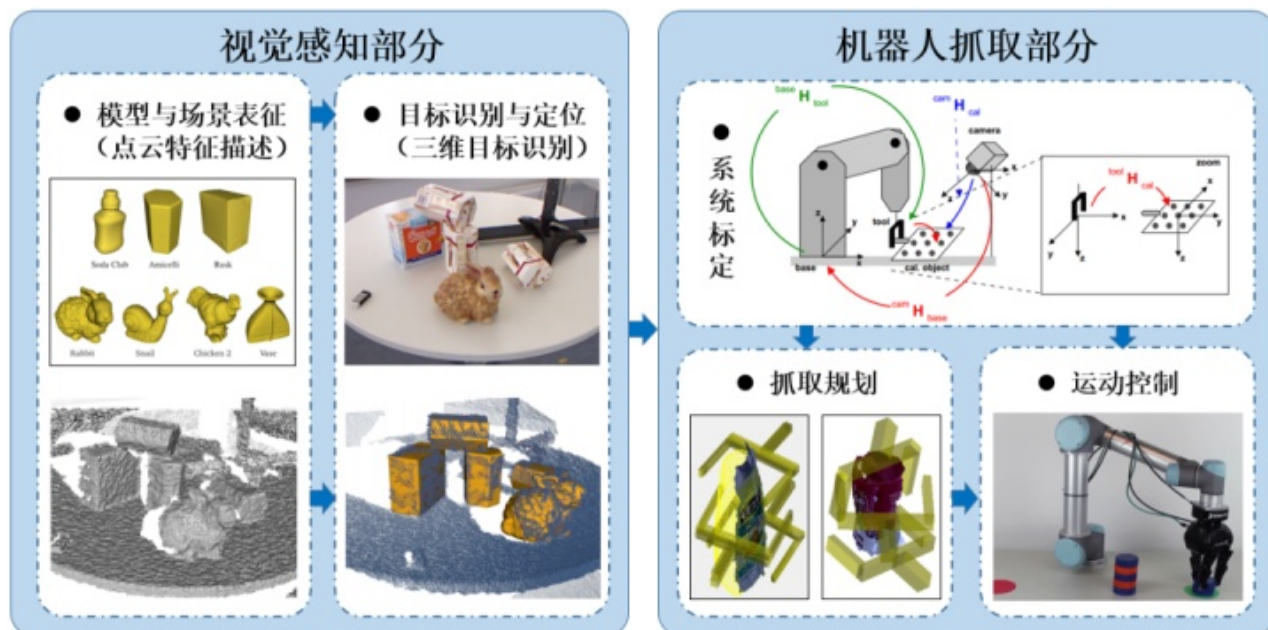 视觉感知部分
● 模型与场景表征
（点云特征描述）
Soda Club
Amicelli
Rusk
Rabbit
Snail
Chicken 2
Vase
● 目标识别与定位
（三维目标识别）
机器人抓取部分
● 系统标定
base H tool
cam H cal
camera
x
y
z
tool
z
y
x
base
cal. object
cam H base
zoom
tool H cal
x
y
z
x
y
z
● 抓取规划
● 运动控制